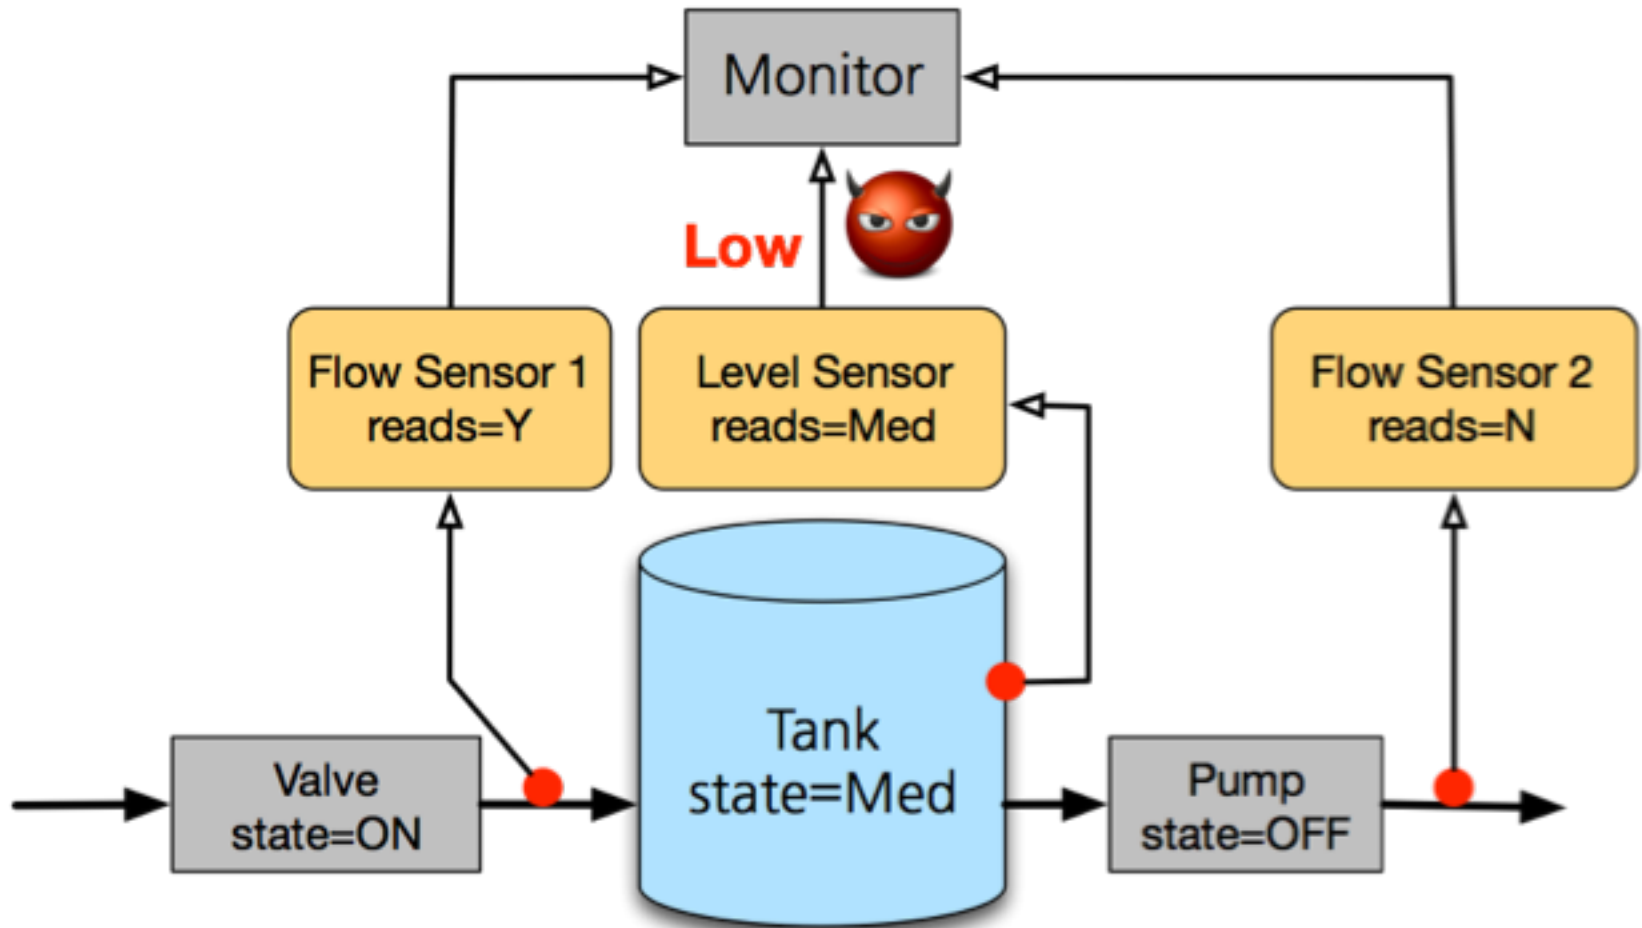 Monitor
Low
Flow Sensor 1
reads=Y
Level Sensor
reads=Med
Flow Sensor 2
reads=N
Tank
state=Med
Valve
state=ON
Pump
state=OFF